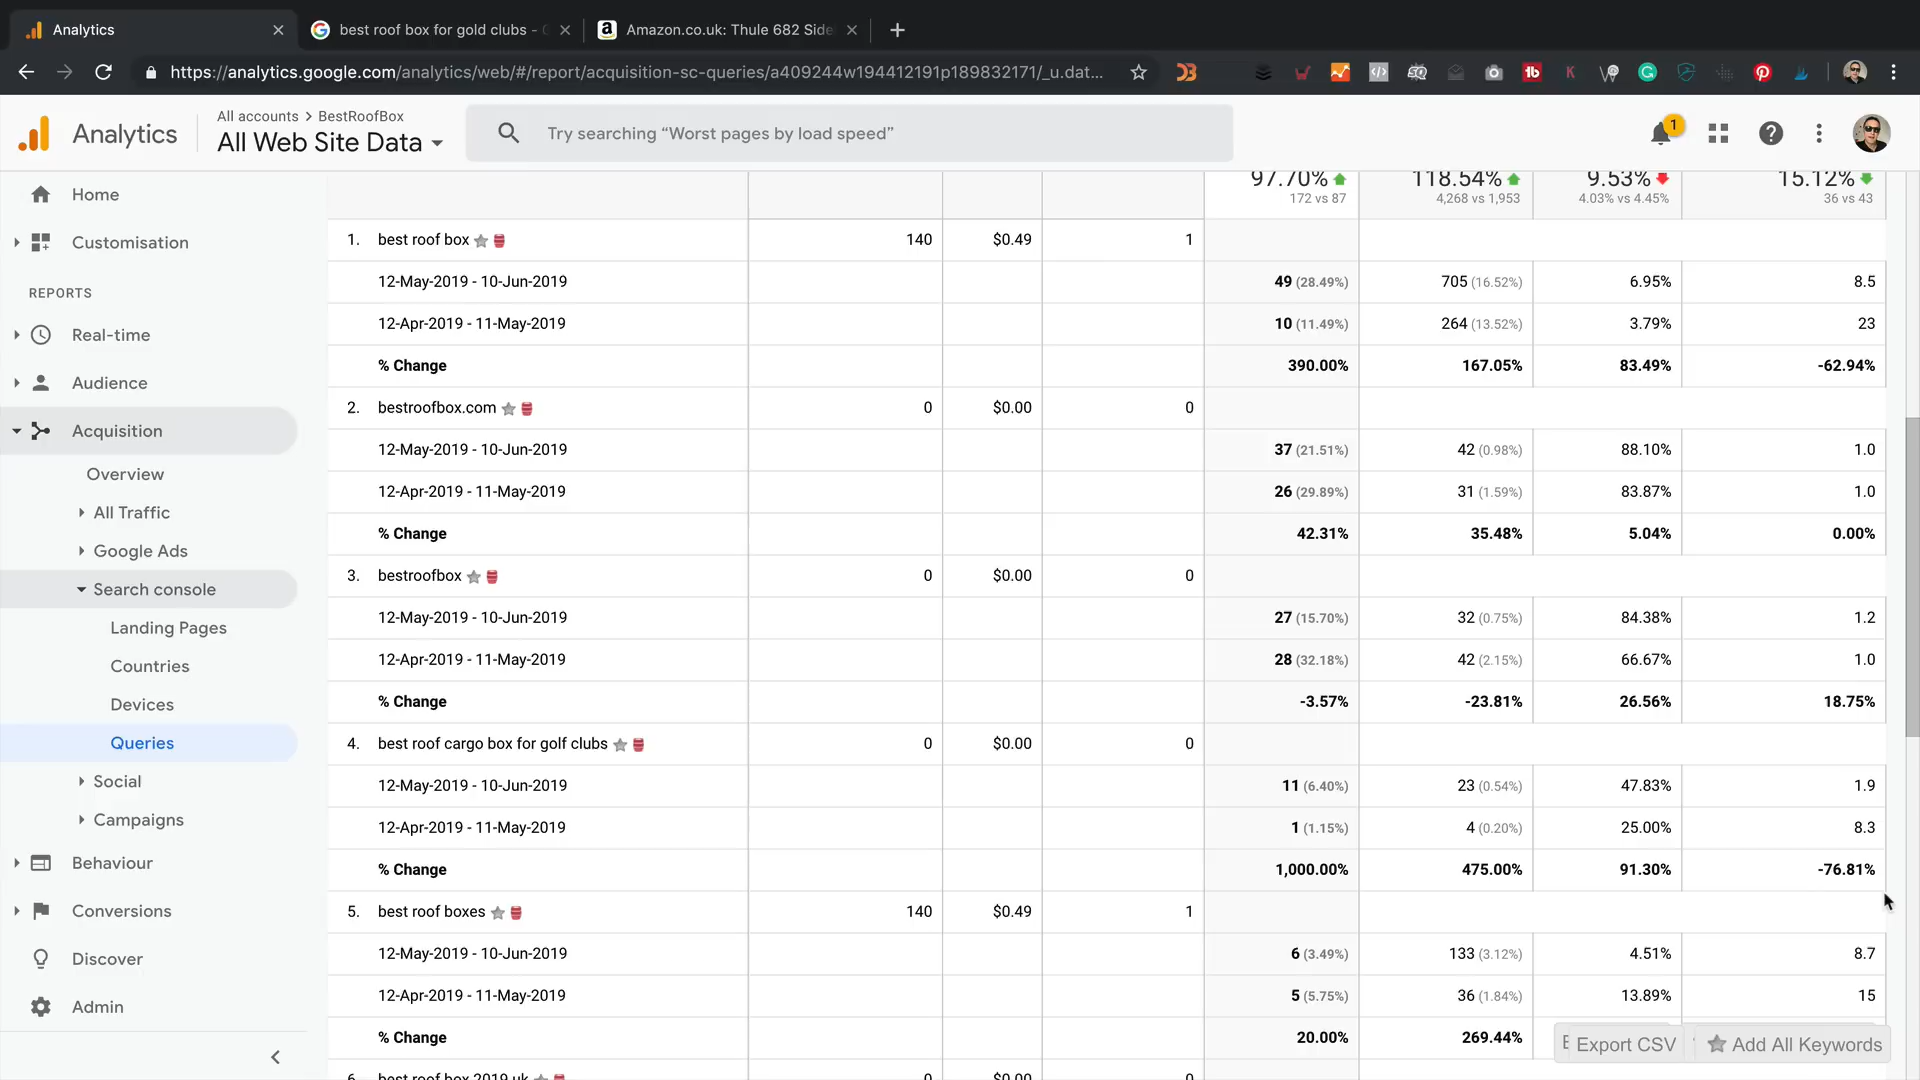 Analytics
best roof box for gold clubs -
Amazon.co.uk: Thule 682 Side
https://analytics.google.com/analytics/web/#/report/acquisition-sc-queries/a409244w194412191p189832171/_u.dat...
Analytics
All accounts > BestRoofBox
All Web Site Data
Try searching “Worst pages by load speed”
1
Home
Customisation
REPORTS
Real-time
Audience
Acquisition
Overview
All Traffic
Google Ads
Search console
Landing Pages
Countries
Devices
Queries
Social
Campaigns
Behaviour
Conversions
Discover
Admin
97.70% 118.54% 9.53% 15.12%
172 vs 87 4,268 vs 1,953 4.03% vs 4.45% 36 vs 43
1. best roof box 140 $0.49 1
12-May-2019 - 10-Jun-2019 49 (28.49%) 705 (16.52%) 6.95% 8.5
12-Apr-2019 - 11-May-2019 10 (11.49%) 264 (13.52%) 3.79% 23
% Change 390.00% 167.05% 83.49% -62.94%
2. bestroofbox.com 0 $0.00 0
12-May-2019 - 10-Jun-2019 37 (21.51%) 42 (0.98%) 88.10% 1.0
12-Apr-2019 - 11-May-2019 26 (29.89%) 31 (1.59%) 83.87% 1.0
% Change 42.31% 35.48% 5.04% 0.00%
3. bestroofbox 0 $0.00 0
12-May-2019 - 10-Jun-2019 27 (15.70%) 32 (0.75%) 84.38% 1.2
12-Apr-2019 - 11-May-2019 28 (32.18%) 42 (2.15%) 66.67% 1.0
% Change -3.57% -23.81% 26.56% 18.75%
4. best roof cargo box for golf clubs 0 $0.00 0
12-May-2019 - 10-Jun-2019 11 (6.40%) 23 (0.54%) 47.83% 1.9
12-Apr-2019 - 11-May-2019 1 (1.15%) 4 (0.20%) 25.00% 8.3
% Change 1,000.00% 475.00% 91.30% -76.81%
5. best roof boxes 140 $0.49 1
12-May-2019 - 10-Jun-2019 6 (3.49%) 133 (3.12%) 4.51% 8.7
12-Apr-2019 - 11-May-2019 5 (5.75%) 36 (1.84%) 13.89% 15
% Change 20.00% 269.44%
Export CSV Add All Keywords
6. best roof box 2019 uk 0 $0.00 0